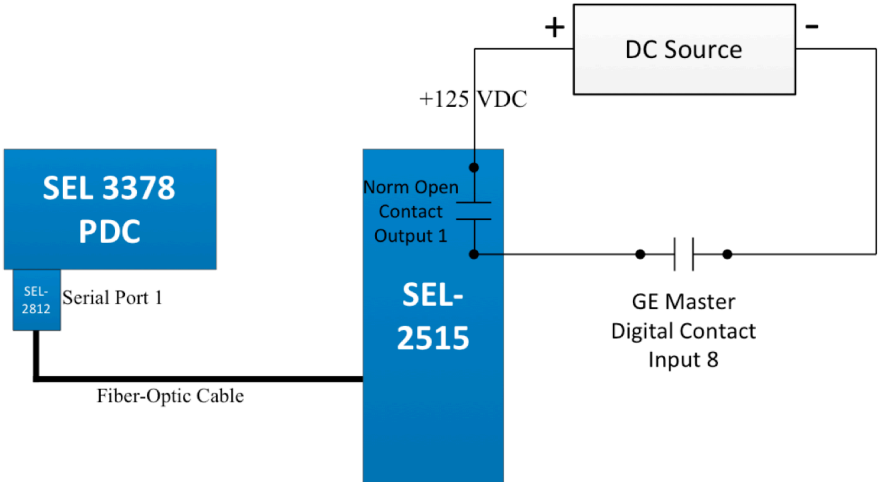 +
DC Source
-
+125 VDC
SEL 3378
PDC
Norm Open
Contact
Output 1
SEL-
2812
Serial Port 1
SEL-
2515
GE Master
Digital Contact
Input 8
Fiber-Optic Cable